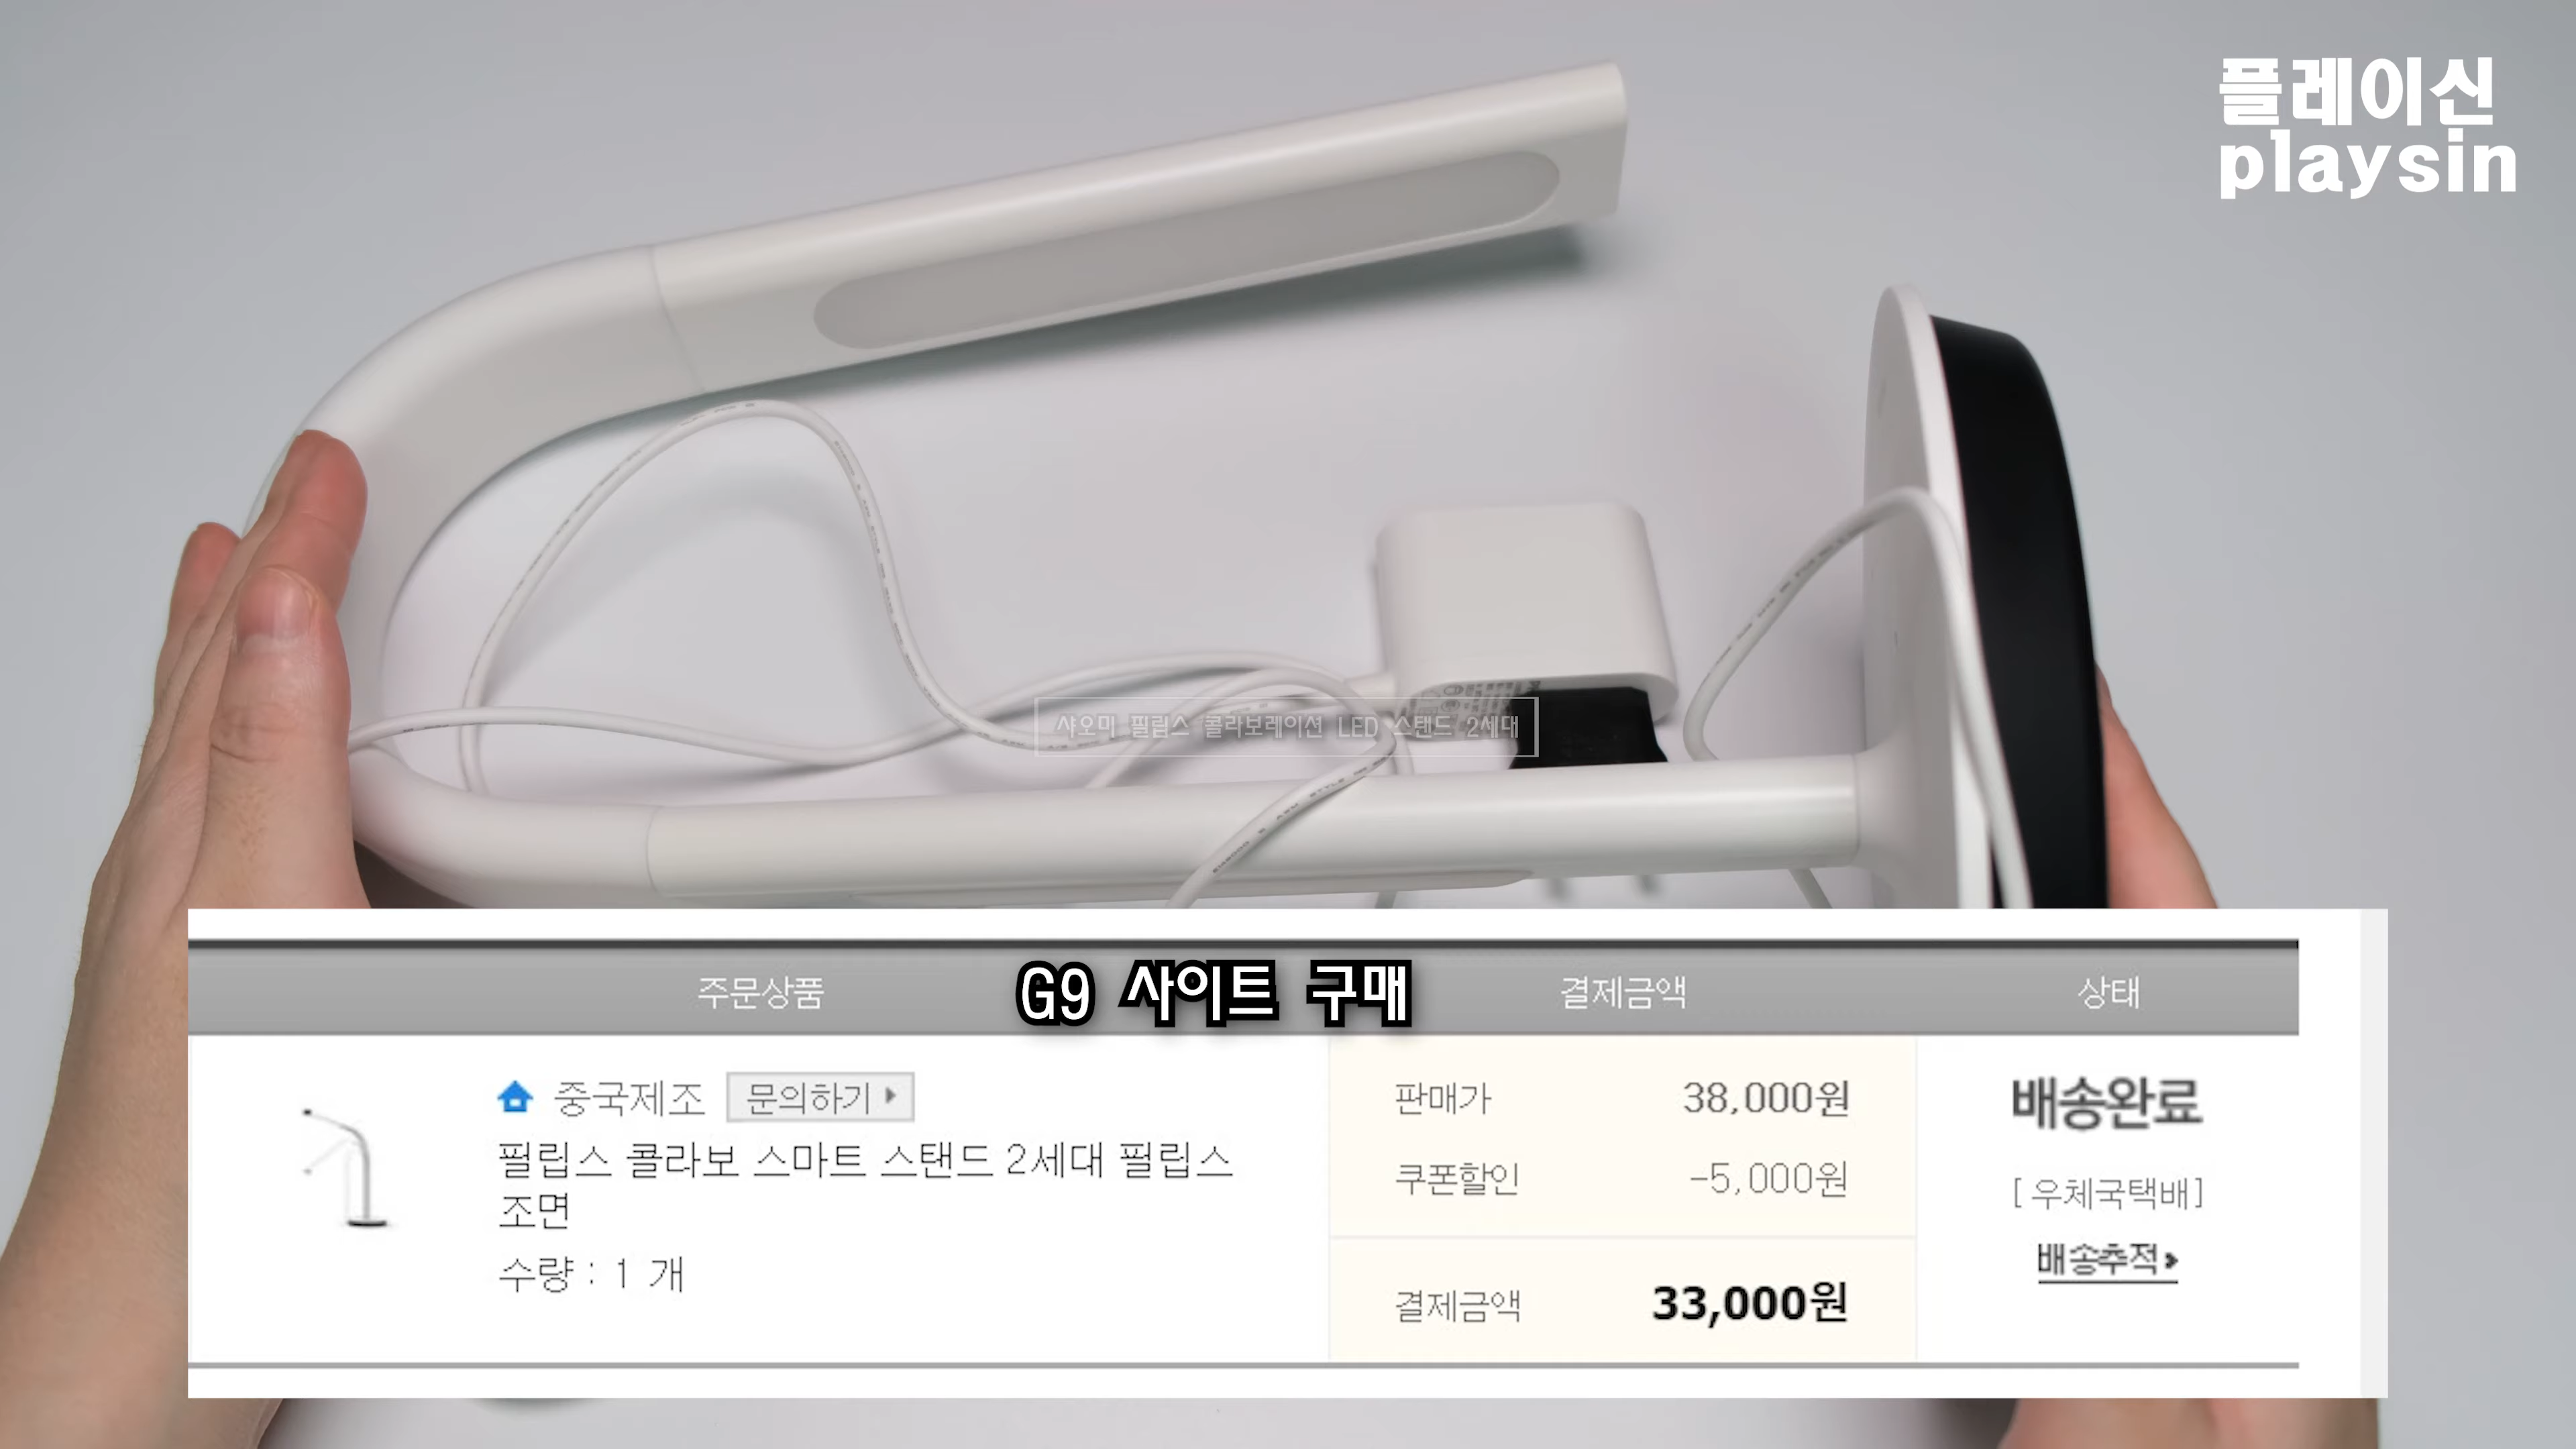 플레이신
playsin
샤오미 필립스 콜라보레이션 LED 스탠드 2세대
G9 사이트 구매
주문상품
결제금액
상태
중국제조
문의하기
필립스 콜라보 스마트 스탠드 2세대 필립스
조면
수량 : 1 개
판매가 38,000원
쿠폰할인 -5,000원
결제금액 33,000원
배송완료
[우체국택배]
배송추적